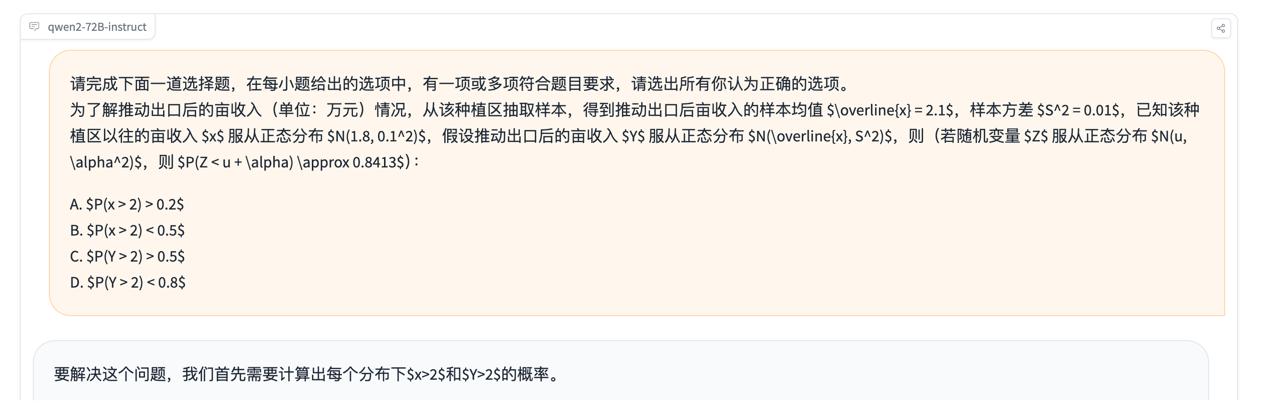 qwen2-72B-instruct
请完成下面一道选择题，在每小题给出的选项中，有一项或多项符合题目要求，请选出所有你认为正确的选项。
为了解推动出口后的亩收入（单位：万元）情况，从该种植区抽取样本，得到推动出口后亩收入的样本均值 $\overline{x} = 2.1$，样本方差 $S^2 = 0.01$，已知该种
植区以往的亩收入 $x$ 服从正态分布 $N(1.8, 0.1^2)$，假设推动出口后的亩收入 $Y$ 服从正态分布 $N(\overline{x}, S^2)$，则（若随机变量 $Z$ 服从正态分布 $N(u,
\alpha^2)$，则 $P(Z < u + \alpha) \approx 0.8413$)：
A. $P(x > 2) > 0.2$
B. $P(x > 2) < 0.5$
C. $P(Y > 2) > 0.5$
D. $P(Y > 2) < 0.8$
要解决这个问题，我们首先需要计算出每个分布下$x>2$和$Y>2$的概率。